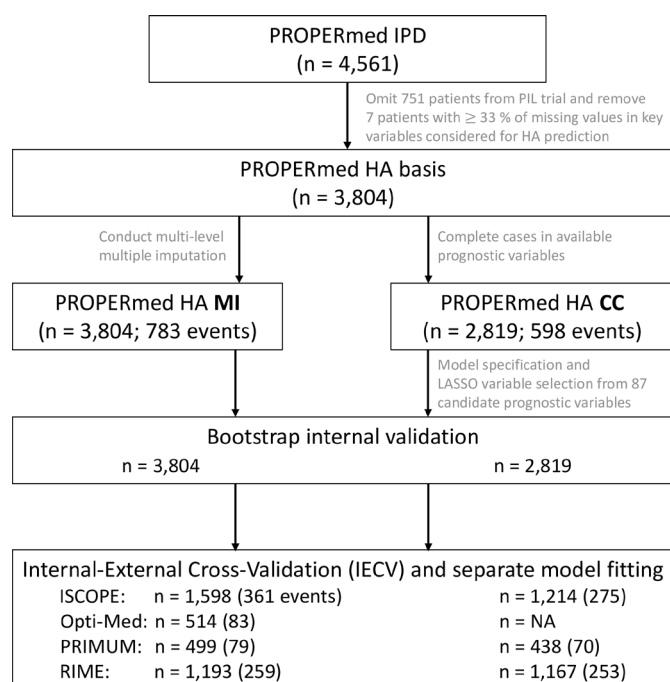 PROPERmed IPD
(n = 4,561)
Omit 751 patients from PIL trial and remove
7 patients with ≥ 33 % of missing values in key
variables considered for HA prediction
PROPERmed HA basis
(n = 3,804)
Conduct multi-level
multiple imputation
Complete cases in available
prognostic variables
PROPERmed HA MI
(n = 3,804; 783 events)
PROPERmed HA CC
(n = 2,819; 598 events)
Model specification and
LASSO variable selection from 87
candidate prognostic variables
Bootstrap internal validation
n = 3,804 n = 2,819
Internal-External Cross-Validation (IECV) and separate model fitting
ISCOPE: n = 1,598 (361 events) n = 1,214 (275)
Opti-Med: n = 514 (83) n = NA
PRIMUM: n = 499 (79) n = 438 (70)
RIME: n = 1,193 (259) n = 1,167 (253)